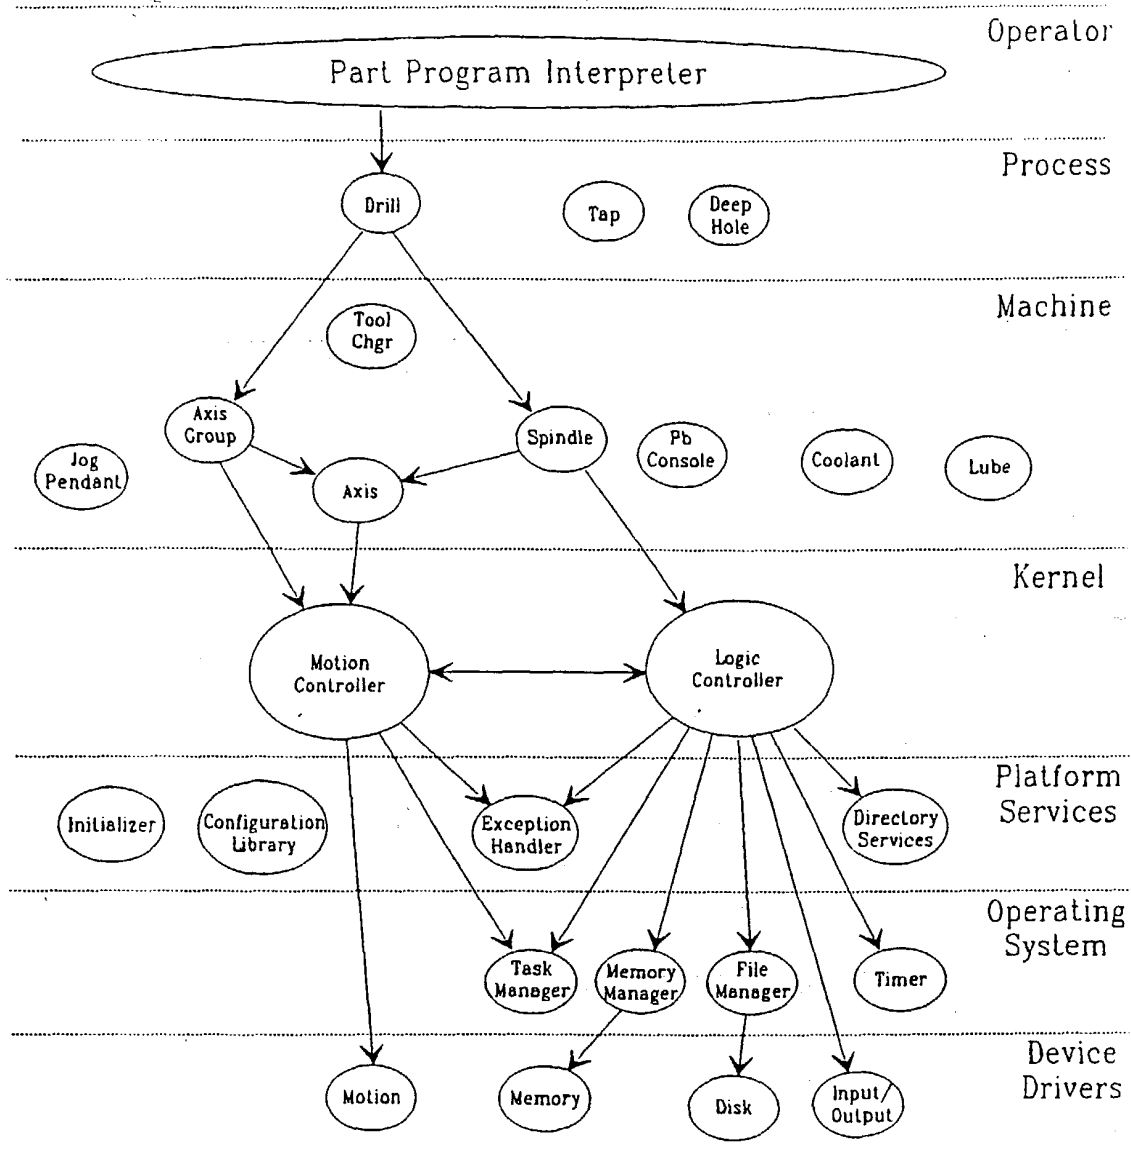 Operator
Part Program Interpreter
Process
Drill
Tap
Deep
Hole
Machine
Tool
Chgr
Axis
Group
Spindle
Pb
Console
Coolant
Lube
Jog
Pendant
Axis
Kernel
Motion
Controller
Logic
Controller
Platform
Services
Initializer
Configuration
Library
Exception
Handler
Directory
Services
Operating
System
Task
Manager
Memory
Manager
File
Manager
Timer
Device
Drivers
Motion
Memory
Disk
Input/
Output